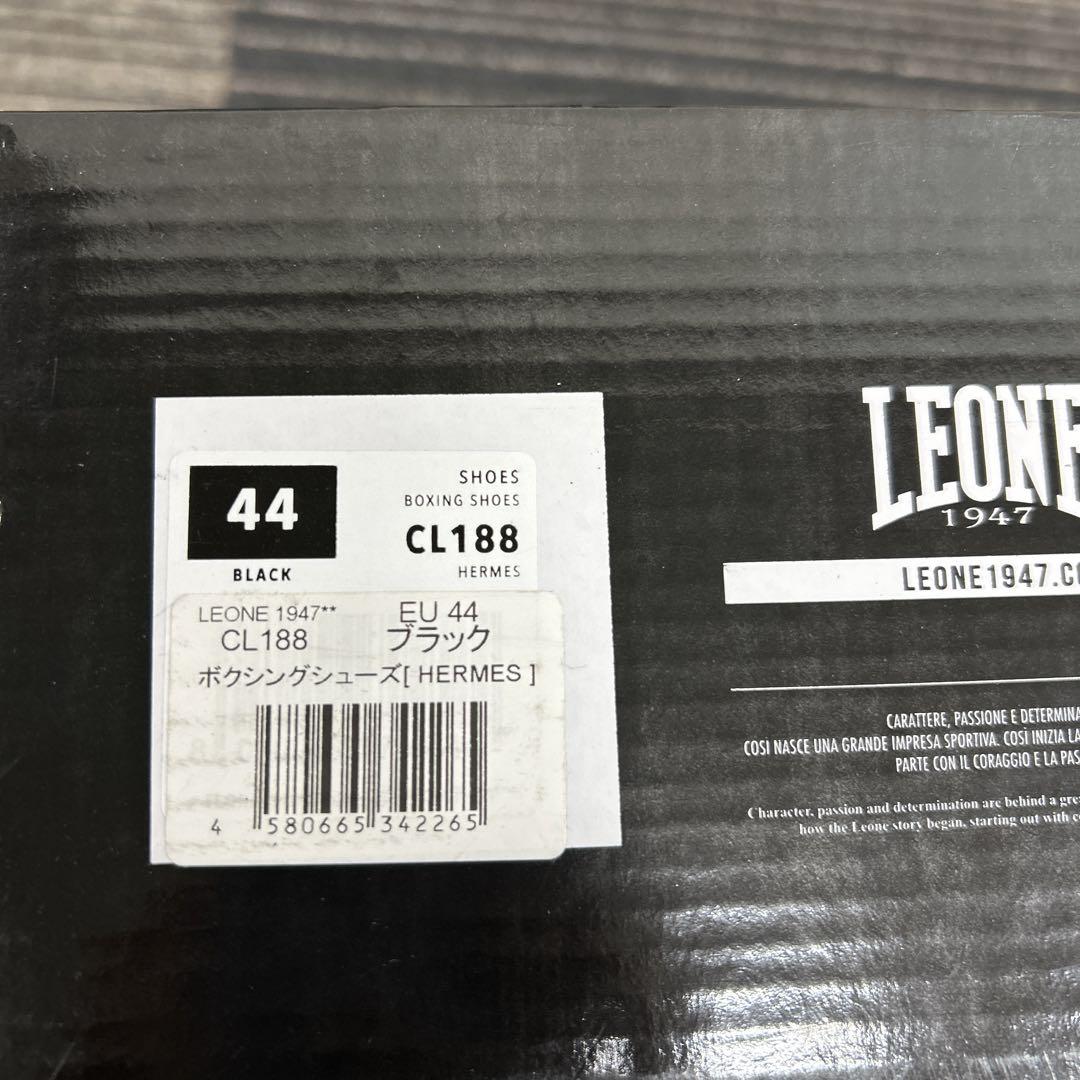 44
BLACK
SHOES
BOXING SHOES
CL188
HERMES
LEONE 1947** EU 44
CL188 ブラック
ボクシングシューズ[ HERMES ]
4 580665 342265
LEONE
1947
LEONE1947.C
CARATTERE, PASSIONE E DETERMINA
COSI NASCE UNA GRANDE IMPRESA SPORTIVA. COSÌ INIZIA LA
PARTE CON IL CORAGGIO E LA PAS
Character, passion and determination are behind a gre
how the Leone story began, starting out with c